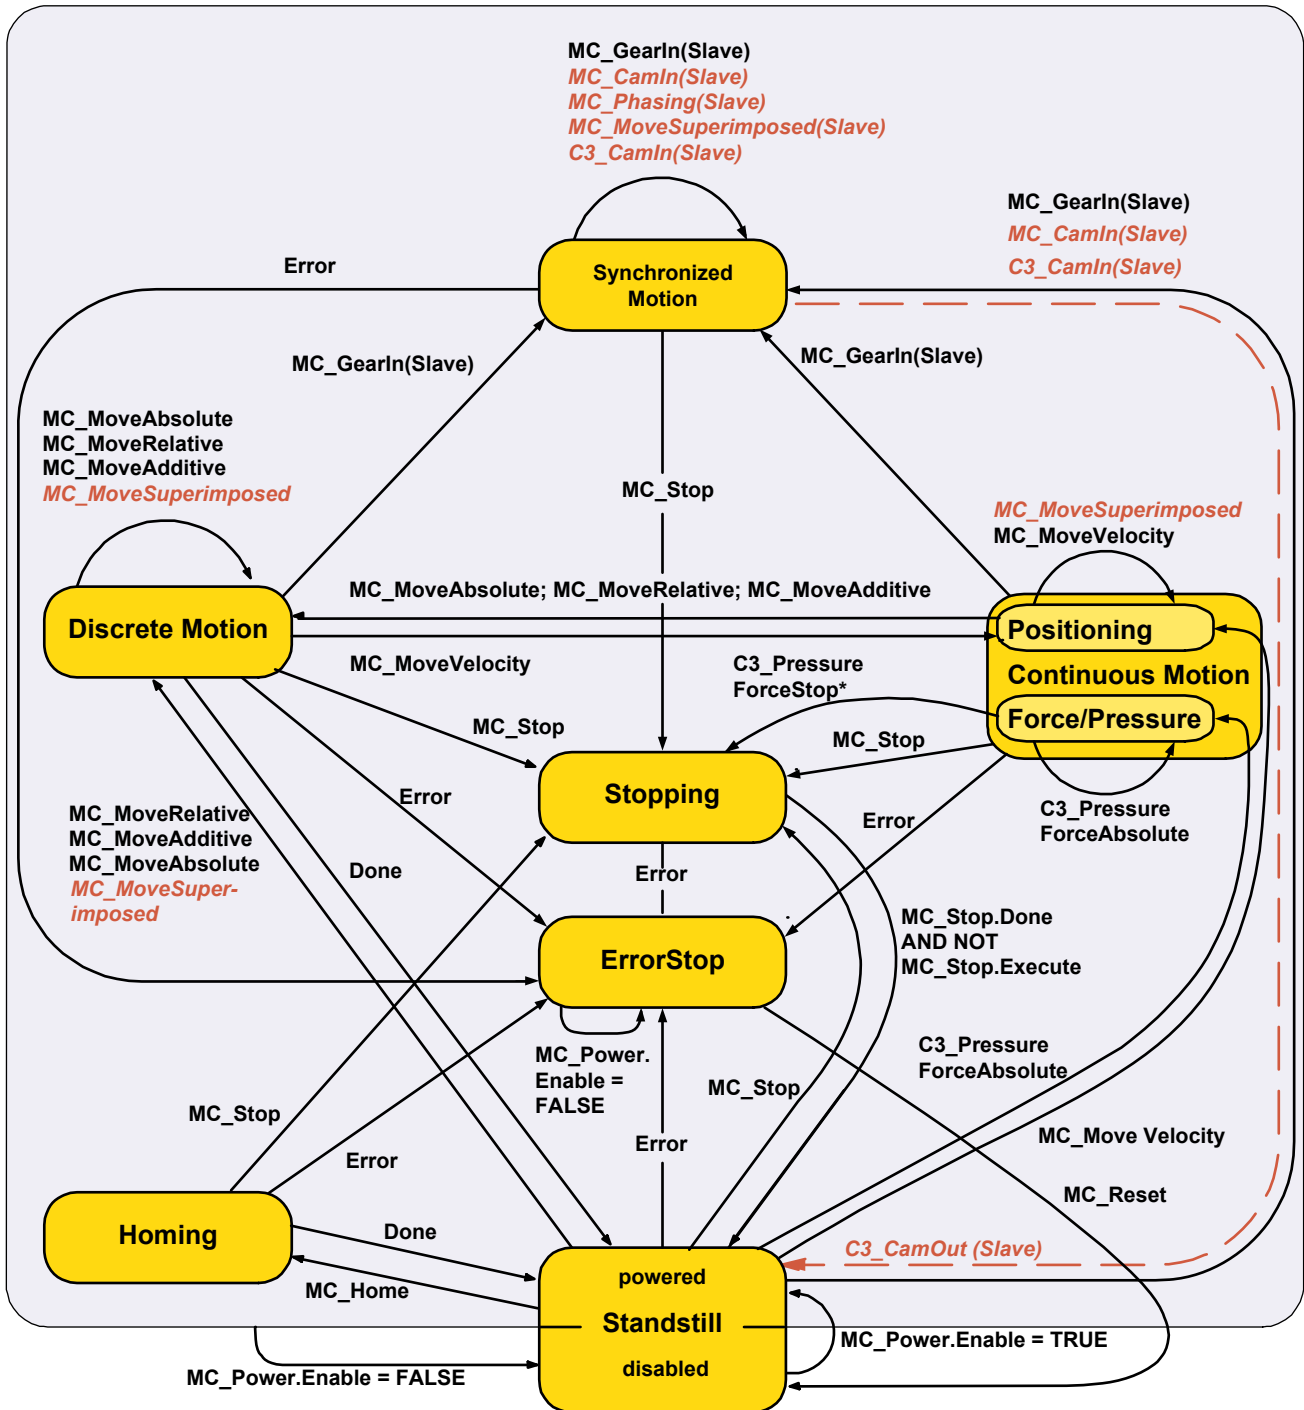 MC_GearIn(Slave)
MC_CamIn(Slave)
MC_Phasing(Slave)
MC_MoveSuperimposed(Slave)
C3_CamIn(Slave)
MC_GearIn(Slave)
MC_CamIn(Slave)
C3_CamIn(Slave)
Error
Synchronized
Motion
MC_GearIn(Slave)
MC_GearIn(Slave)
MC_MoveAbsolute
MC_MoveRelative
MC_MoveAdditive
MC_MoveSuperimposed
MC_Stop
MC_MoveSuperimposed
MC_MoveVelocity
MC_MoveAbsolute; MC_MoveRelative; MC_MoveAdditive
Discrete Motion
Positioning
Continuous Motion
Force/Pressure
MC_MoveVelocity
C3_Pressure
ForceStop*
MC_Stop
MC_Stop
Stopping
Error
Error
C3_Pressure
ForceAbsolute
MC_MoveRelative
MC_MoveAdditive
MC_MoveAbsolute
MC_MoveSuper-
imposed
Done
Error
MC_Stop.Done
AND NOT
MC_Stop.Execute
ErrorStop
MC_Power.
Enable =
FALSE
MC_Stop
C3_Pressure
ForceAbsolute
MC_Stop
Error
MC_Move Velocity
Error
MC_Reset
Homing
Done
C3_CamOut (Slave)
MC_Home
powered
Standstill
disabled
MC_Power.Enable = TRUE
MC_Power.Enable = FALSE